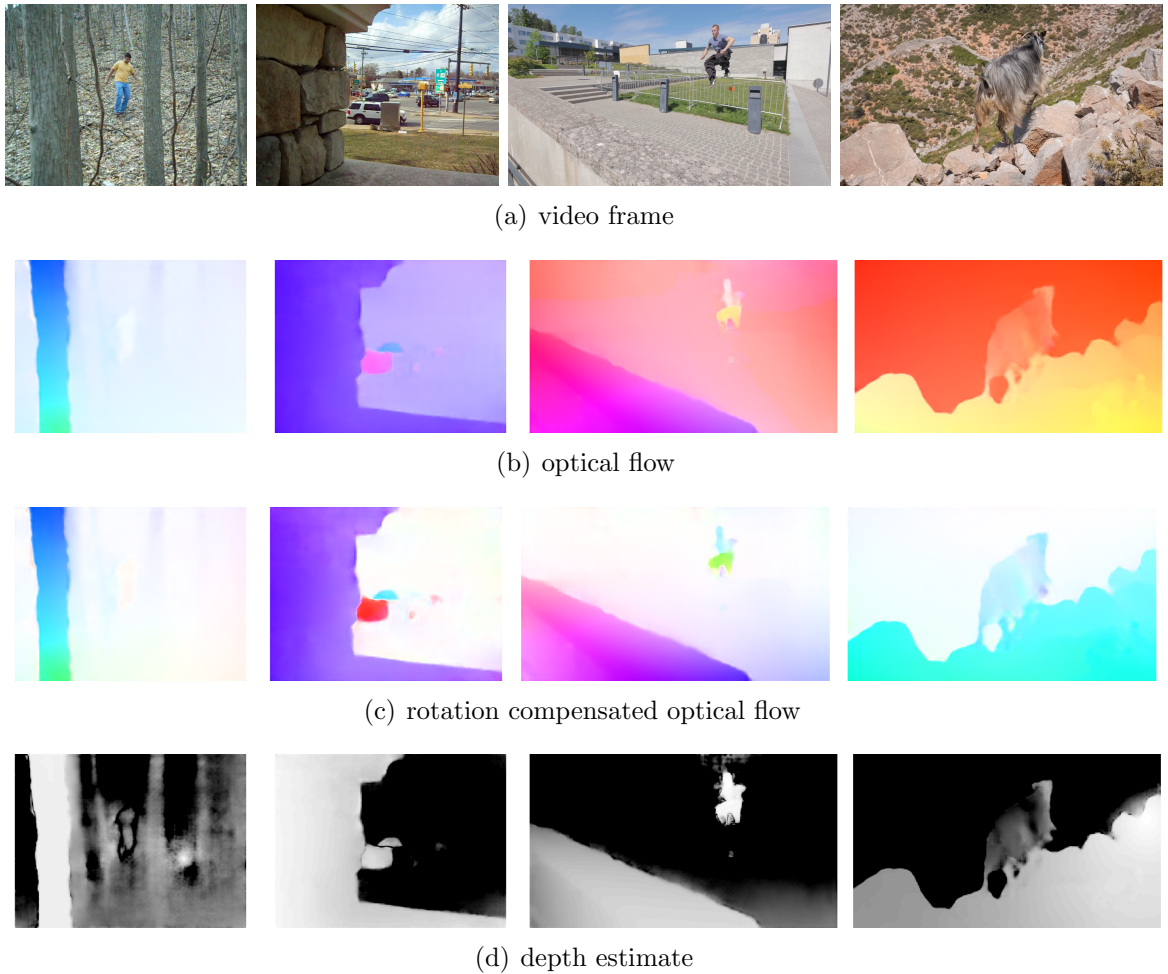 (a) video frame
(b) optical flow
(c) rotation compensated optical flow
(d) depth estimate